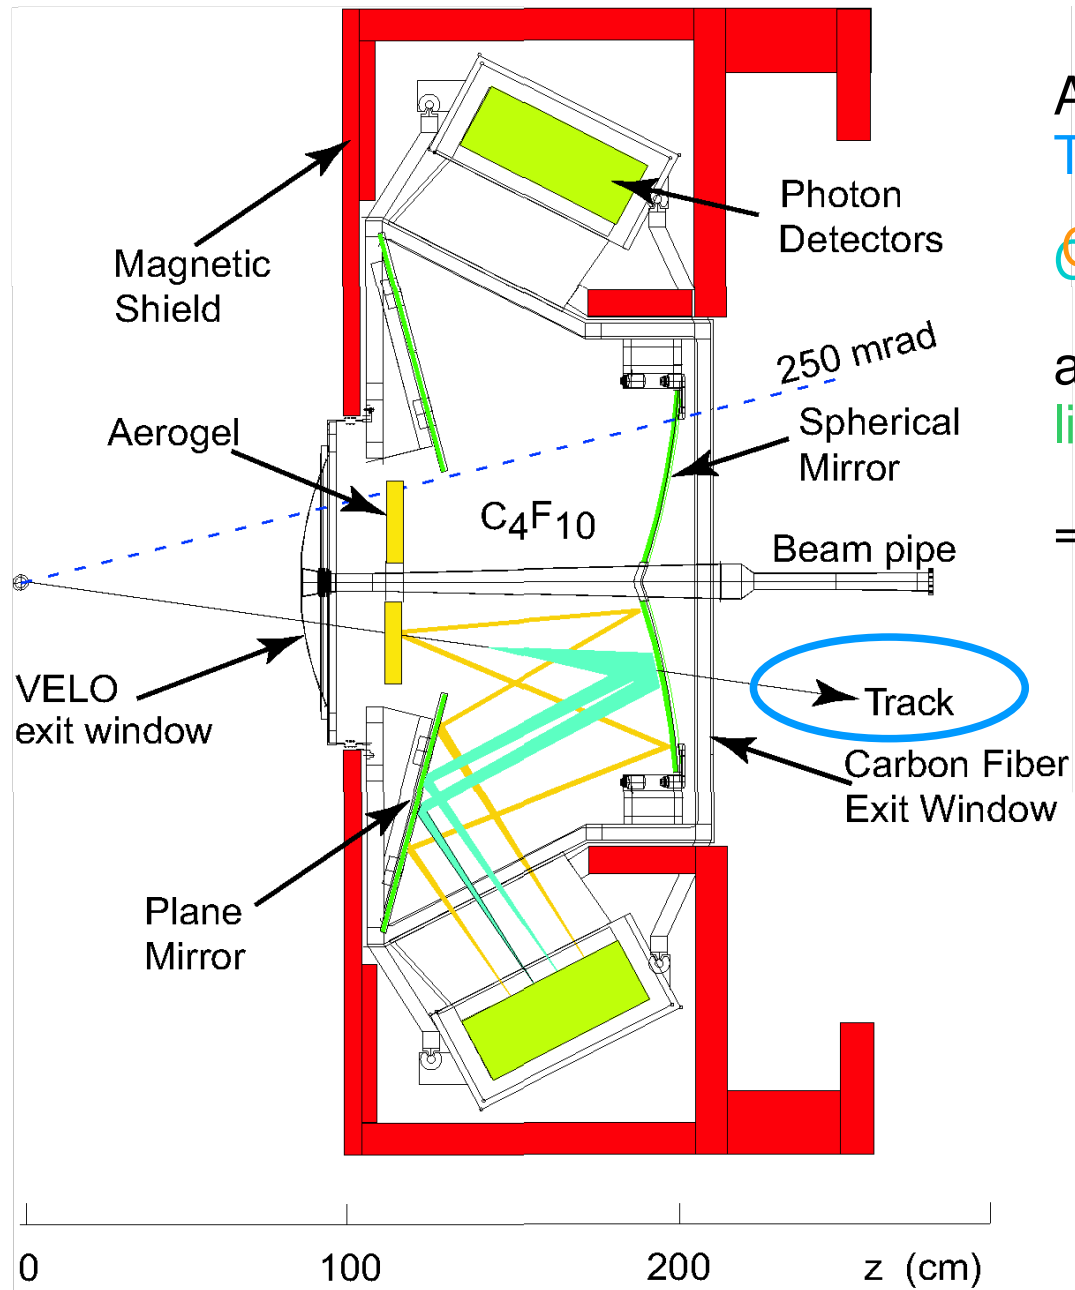 Photon
Detectors
Magnetic
Shield
250 mrad
Aerogel
Spherical
Mirror
C4F10
Beam pipe
VELO
exit window
Track
Carbon Fiber
Exit Window
Plane
Mirror
0 100 200 z (cm)
A
T
a
li
=